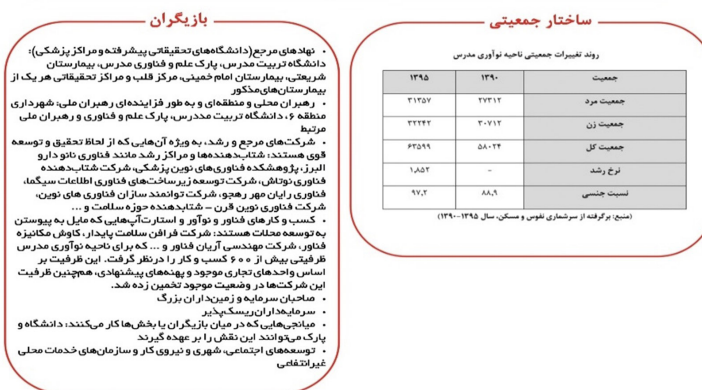 ساختار جمعیتی
روند تغییرات جمعیتی ناحیه نوآوری مدرس
جمعیت ۱۳۹۰ ۱۳۹۵
جمعیت مرد ۲۷۳۱۲ ۳۱۳۵۷
جمعیت زن ۳۰۷۱۲ ۳۲۲۴۲
جمعیت کل ۵۸۰۲۴ ۶۳۵۹۹
نرخ رشد - ۱,۸۵۲
نسبت جنسی ۸۸,۹ ۹۷,۲
(منبع: برگرفته از سرشماری نفوس و مسکن، سال ۱۳۹۵-۱۳۹۰)
بازیگران
• نهادهای مرجع(دانشگاه‌های تحقیقاتی پیشرفته و مراکز پزشکی):
دانشگاه تربیت مدرس، پارک علم و فناوری مدرس، بیمارستان
شریعتی، بیمارستان امام خمینی، مرکز قلب و مراکز تحقیقاتی هر یک از
بیمارستان‌های مذکور
• رهبران محلی و منطقه‌ای و به طور فزاینده‌ای رهبران ملی: شهرداری
منطقه ۶، دانشگاه تربیت مددرس، پارک علم و فناوری و رهبران ملی
مرتبط
• شرکت‌های مرجع و رشد، به ویژه آن‌هایی که از لحاظ تحقیق و توسعه
قوی هستند: شتاب‌دهنده‌ها و مراکز رشد مانند فناوری نانو دارو
البرز، پژوهشکده فناوری‌های نوین پزشکی، شرکت شتاب‌دهنده
فناوری نوتاش، شرکت توسعه زیرساخت‌های فناوری اطلاعات سیگما،
فناوری رایان مهر رهجو، شرکت توانمند سازان فناوری های نوین،
شرکت فناوری نوین قرن – شتابدهنده حوزه سلامت و ...
• کسب و کارهای فناور و نوآور و استارت‌آپ‌هایی که مایل به پیوستن
به توسعه محلات هستند: شرکت فرافن سلامت پایدار، کاوش مکانیزه
فناور، شرکت مهندسی آریان فناور و ... که برای ناحیه نوآوری مدرس
ظرفیتی بیش از ۶۰۰ کسب و کار را درنظر گرفت. این ظرفیت بر
اساس واحدهای تجاری موجود و پهنه‌های پیشنهادی، هم‌چنین ظرفیت
این شرکت‌ها در وضعیت موجود تخمین زده شد.
• صاحبان سرمایه و زمین‌داران بزرگ
• سرمایه‌داران‌ریسک‌پذیر
• میانجی‌هایی که در میان بازیگران یا بخش‌ها کار می‌کنند: دانشگاه و
پارک می‌توانند این نقش را بر عهده گیرند
• توسعه‌های اجتماعی، شهری و نیروی کار و سازمان‌های خدمات محلی
غیرانتفاعی